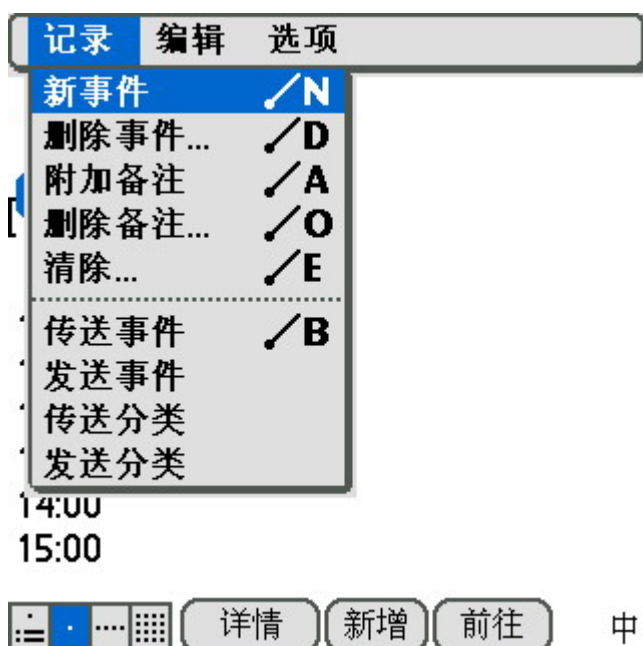 记录 编辑 选项
新事件 N
删除事件... D
附加备注 A
删除备注... O
清除... E
传送事件 B
发送事件
传送分类
发送分类
14:00
15:00
详情 新增 前往 中